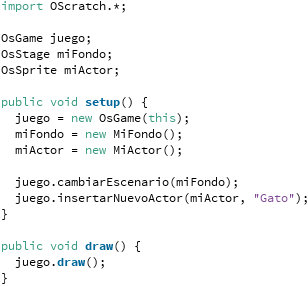 import OScratch.*;

OsGame juego;
OsStage miFondo;
OsSprite miActor;

public void setup() {
  juego = new OsGame(this);
  miFondo = new MiFondo();
  miActor = new MiActor();

  juego.cambiarEscenario(miFondo);
  juego.insertarNuevoActor(miActor, "Gato");
}

public void draw() {
  juego.draw();
}